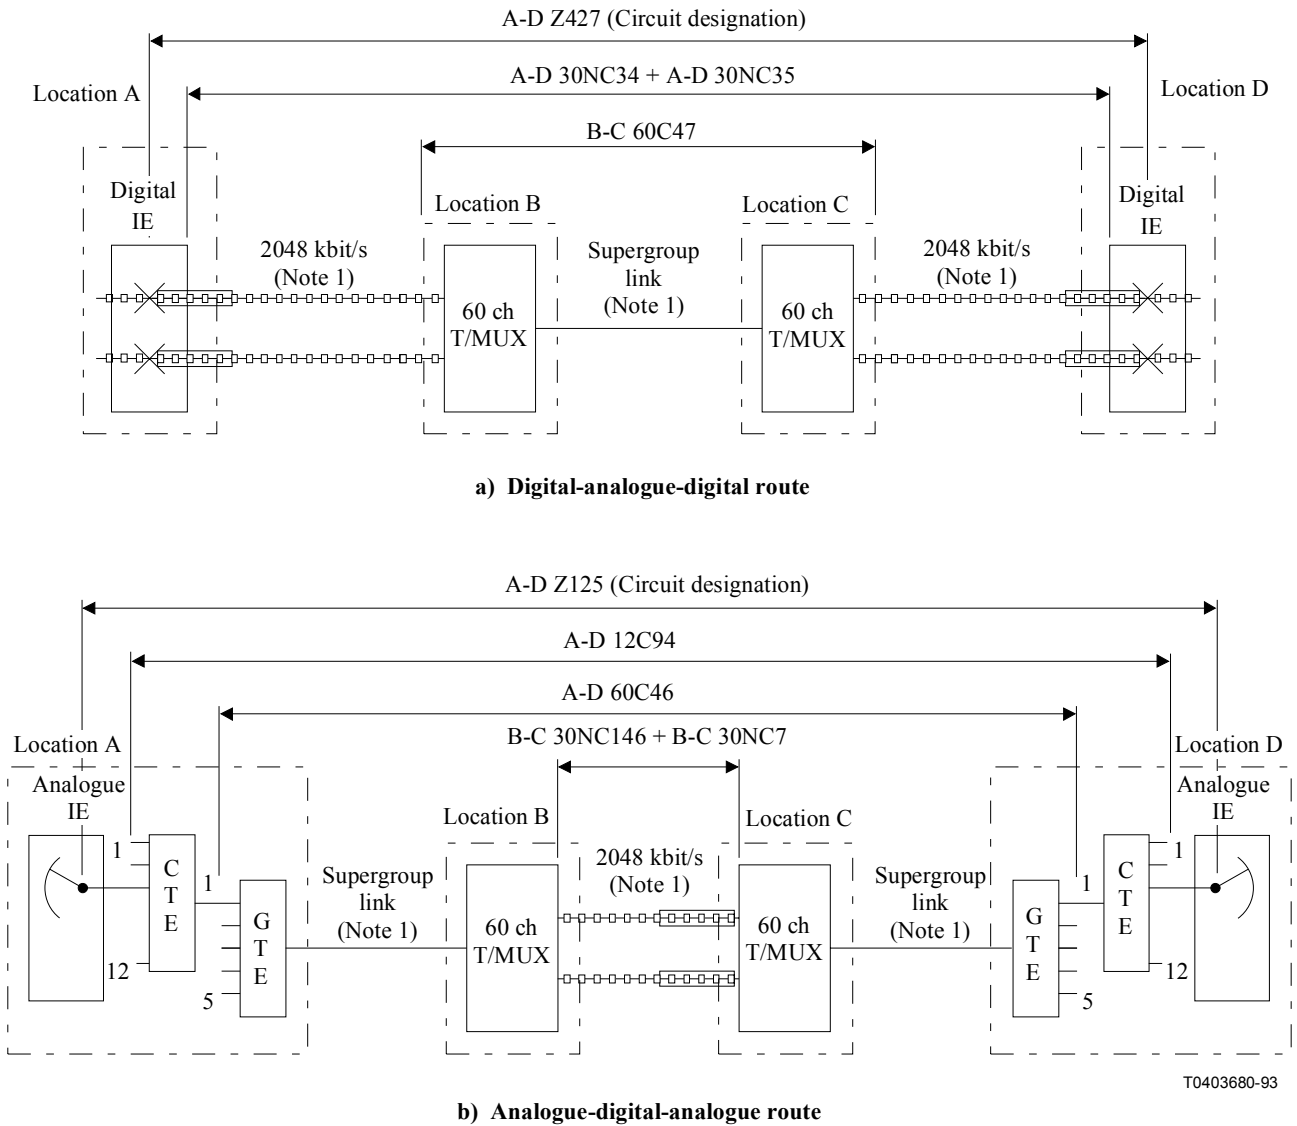 A-D Z427 (Circuit designation)
A-D 30NC34 + A-D 30NC35
Location A
Location D
B-C 60C47
Digital
IE
Location B
Location C
Digital
IE
2048 kbit/s
(Note 1)
Supergroup
link
(Note 1)
2048 kbit/s
(Note 1)
60 ch
T/MUX
60 ch
T/MUX
a) Digital-analogue-digital route
A-D Z125 (Circuit designation)
A-D 12C94
A-D 60C46
B-C 30NC146 + B-C 30NC7
Location A
Location D
Analogue
IE
Location B
Location C
Analogue
IE
1
12
C
T
E
1
5
G
T
E
Supergroup
link
(Note 1)
60 ch
T/MUX
2048 kbit/s
(Note 1)
60 ch
T/MUX
Supergroup
link
(Note 1)
G
T
E
1
5
C
T
E
1
12
T0403680-93
b) Analogue-digital-analogue route